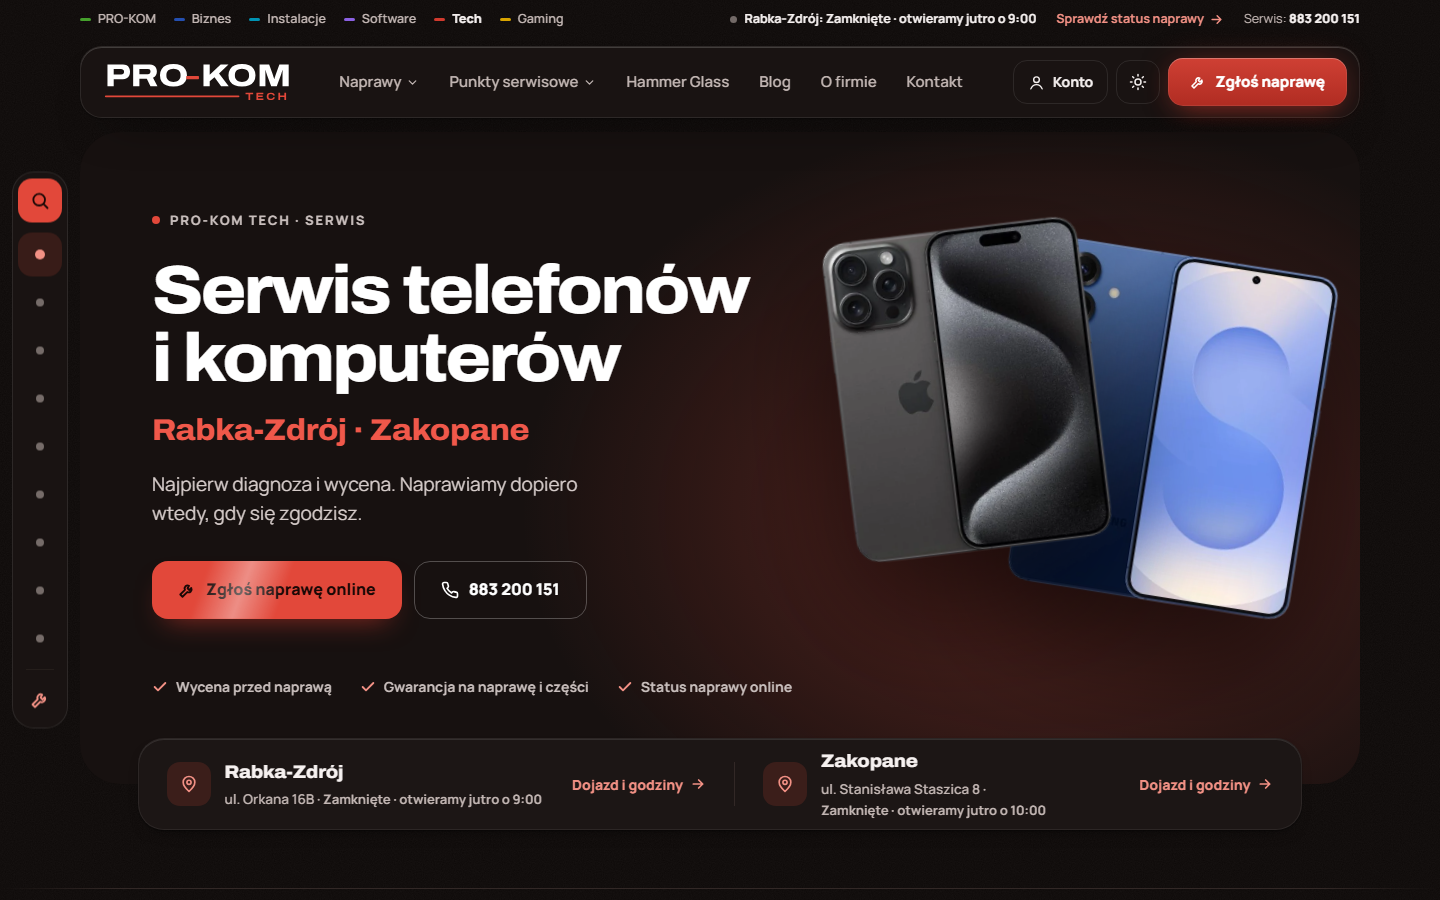 PRO-KOM Biznes Instalacje Software Tech Gaming
Rabka-Zdrój: Zamknięte · otwieramy jutro o 9:00 Sprawdź status naprawy → Serwis: 883 200 151
PRO-KOM
TECH
Naprawy Punkty serwisowe Hammer Glass Blog O firmie Kontakt
Konto
Zgłoś naprawę
PRO-KOM TECH · SERWIS
Serwis telefonów
i komputerów
Rabka-Zdrój · Zakopane
Najpierw diagnoza i wycena. Naprawiamy dopiero
wtedy, gdy się zgodzisz.
Zgłoś naprawę online
883 200 151
Wycena przed naprawą
Gwarancja na naprawę i części
Status naprawy online
Rabka-Zdrój
ul. Orkana 16B · Zamknięte · otwieramy jutro o 9:00
Dojazd i godziny →
Zakopane
ul. Stanisława Staszica 8 ·
Zamknięte · otwieramy jutro o 10:00
Dojazd i godziny →